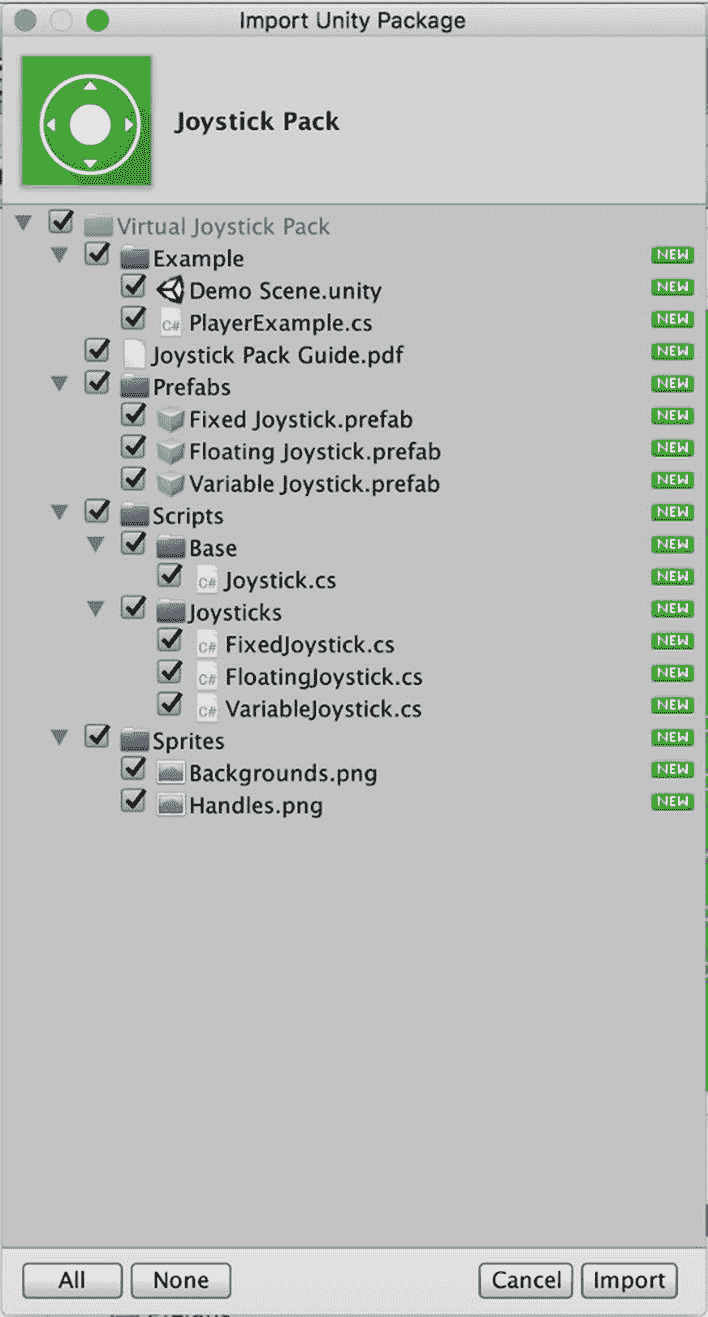 Import Unity Package
Joystick Pack
Virtual Joystick Pack
Example NEW
Demo Scene.unity NEW
C# PlayerExample.cs NEW
Joystick Pack Guide.pdf NEW
Prefabs NEW
Fixed Joystick.prefab NEW
Floating Joystick.prefab NEW
Variable Joystick.prefab NEW
Scripts NEW
Base NEW
C# Joystick.cs NEW
Joysticks NEW
C# FixedJoystick.cs NEW
C# FloatingJoystick.cs NEW
C# VariableJoystick.cs NEW
Sprites NEW
Backgrounds.png NEW
Handles.png NEW
All None Cancel Import